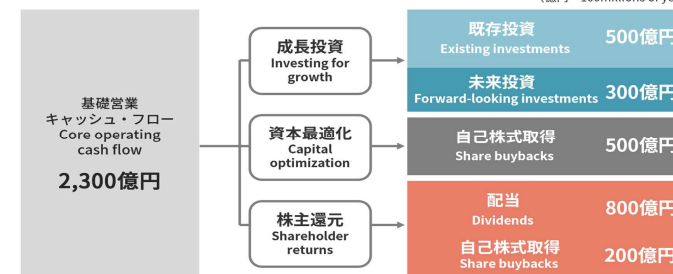 基礎営業
キャッシュ・フロー
Core operating
cash flow
2,300億円
成長投資
Investing for
growth
既存投資
Existing investments
500億円
未来投資
Forward-looking investments
300億円
資本最適化
Capital
optimization
自己株式取得
Share buybacks
500億円
株主還元
Shareholder
returns
配当
Dividends
800億円
自己株式取得
Share buybacks
200億円